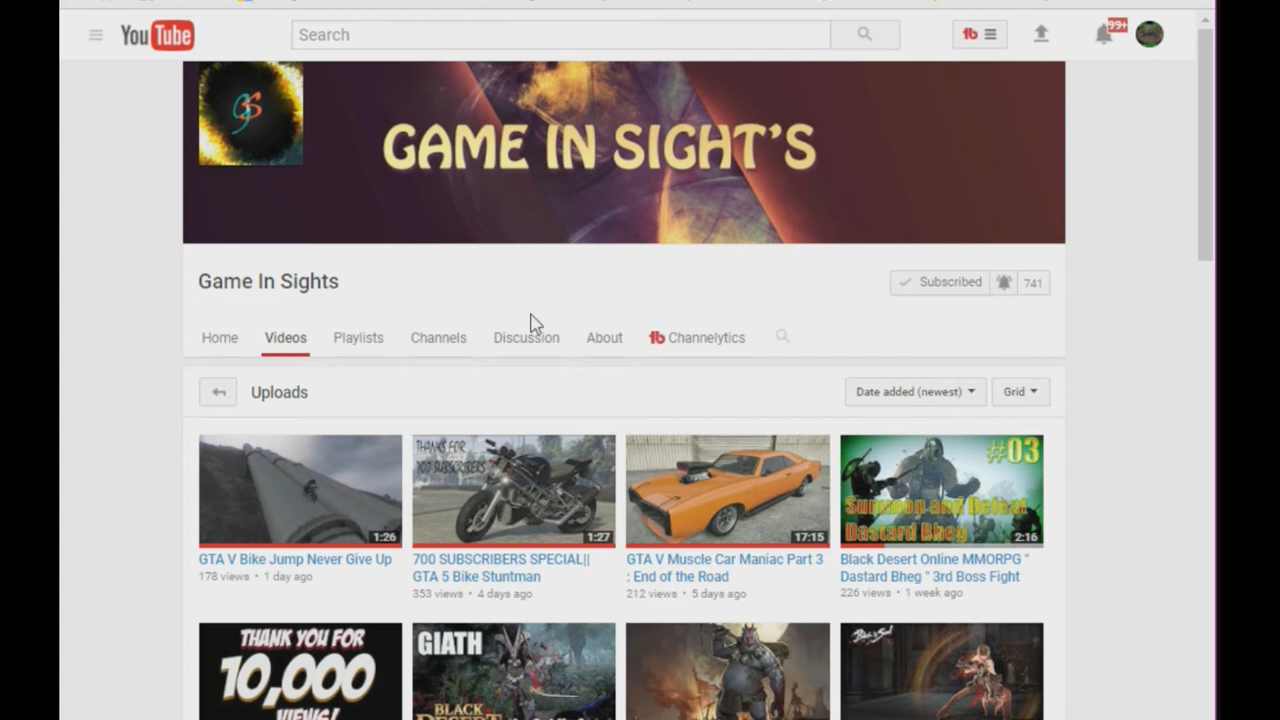 YouTube
Search
99+
GAME IN SIGHT'S
Game In Sights
Subscribed 741
Home Videos Playlists Channels Discussion About Channelytics
Uploads
Date added (newest) Grid
THANKS FOR
700 SUBSCRIBERS
#03
Summon and Defeat
Dastard Bheg
1:26 1:27 17:15 2:16
GTA V Bike Jump Never Give Up
178 views • 1 day ago
700 SUBSCRIBERS SPECIAL||
GTA 5 Bike Stuntman
353 views • 4 days ago
GTA V Muscle Car Maniac Part 3
: End of the Road
212 views • 5 days ago
Black Desert Online MMORPG "
Dastard Bheg " 3rd Boss Fight
226 views • 1 week ago
THANK YOU FOR
10,000
VIEWS!
GIATH
BLACK
DESERT